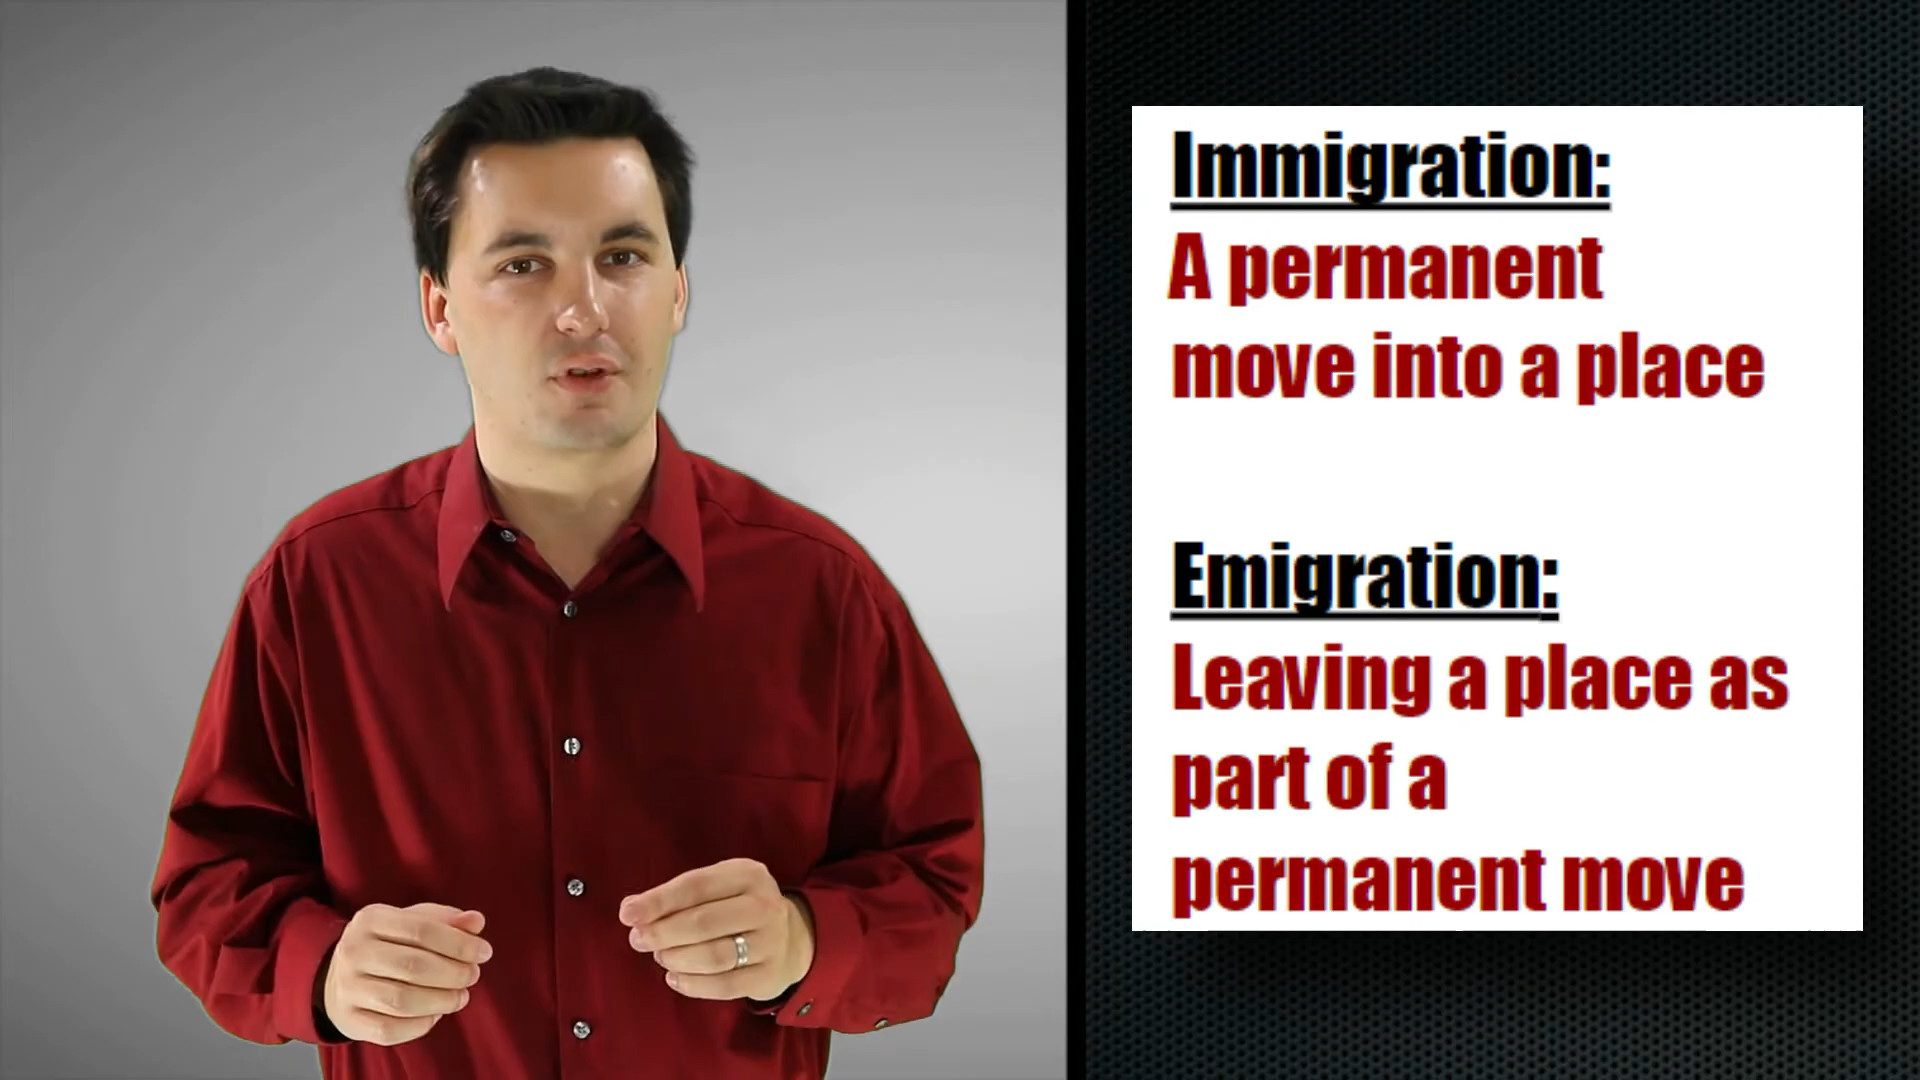 Immigration:
A permanent
move into a place
Emigration:
Leaving a place as
part of a
permanent move